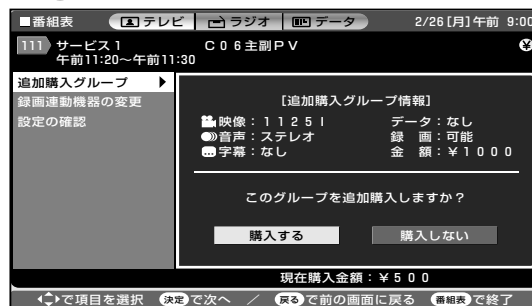 ■番組表 テレビ ラジオ データ 2/26[月]午前 9:00
111 サービス1 C06主副PV ¥
午前11:20〜午前11:30
追加購入グループ ▶
録画連動機器の変更
設定の確認
[追加購入グループ情報]
映像:1125I データ:なし
音声:ステレオ 録 画:可能
字幕:なし 金 額:¥1000
このグループを追加購入しますか?
購入する 購入しない
現在購入金額:¥500
で項目を選択 決定で次へ / 戻るで前の画面に戻る 番組表で終了